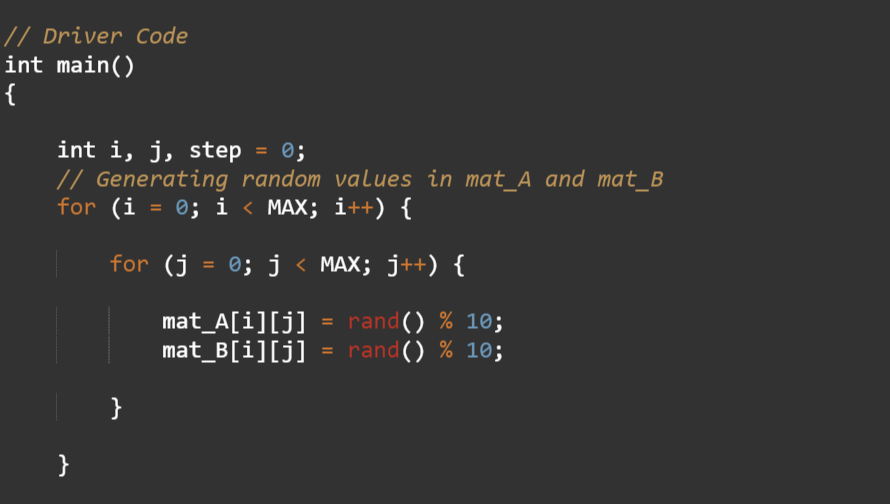 // Driver Code
int main()
{
int i, j, step = 0;
// Generating random values in mat_A and mat_B
for (i = 0; i < MAX; i++) {
for (j = 0; j < MAX; j++) {
mat_A[i][j] = rand() % 10;
mat_B[i][j] = rand() % 10;
}
}